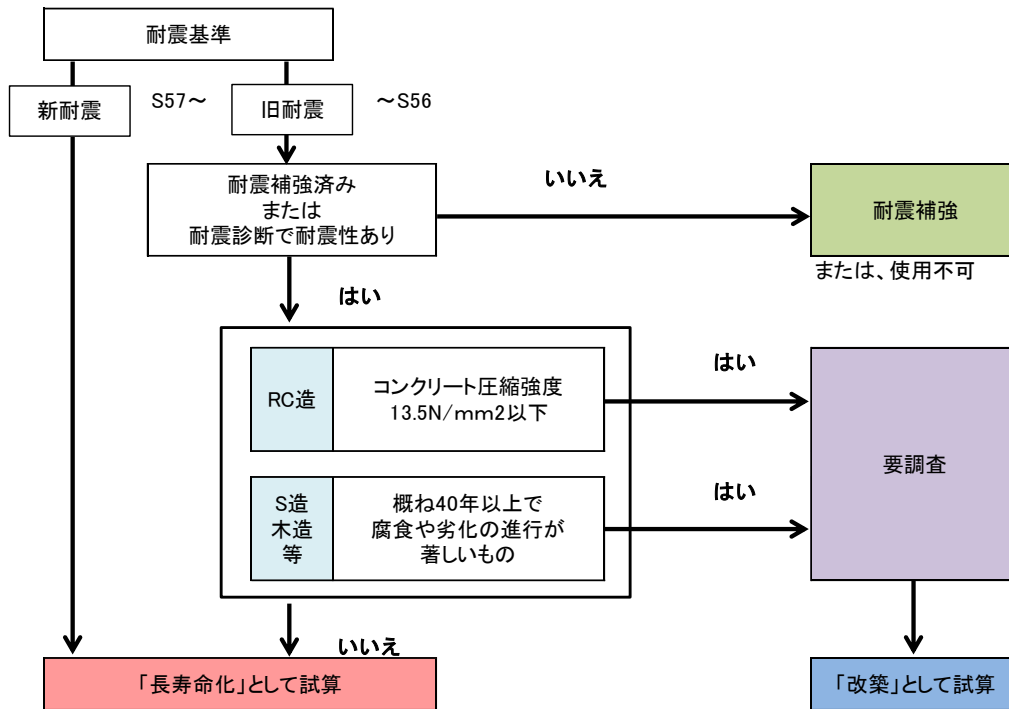 耐震基準
新耐震
S57～
旧耐震
～S56
耐震補強済み
または
耐震診断で耐震性あり
いいえ
耐震補強
または、使用不可
はい
RC造
コンクリート圧縮強度
13.5N/mm2以下
はい
要調査
S造
木造
等
概ね40年以上で
腐食や劣化の進行が
著しいもの
はい
いいえ
「長寿命化」として試算
「改築」として試算